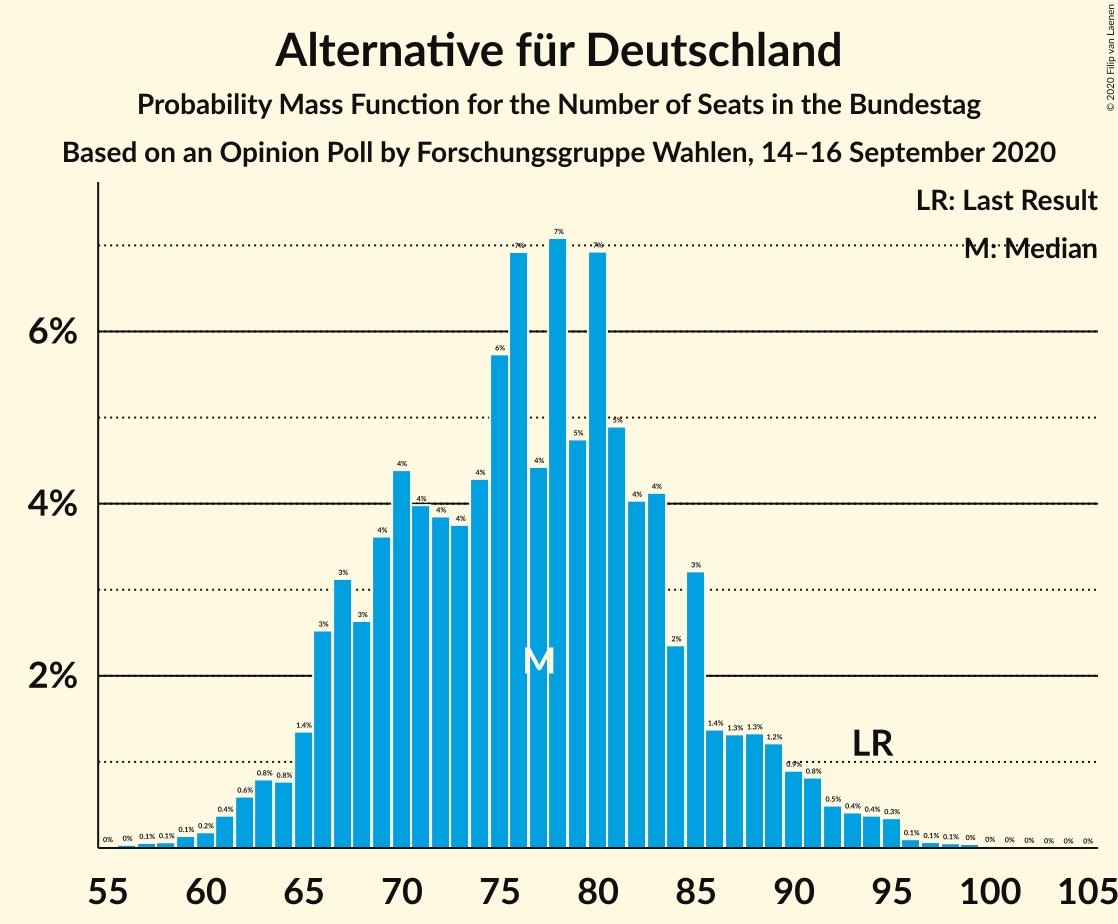 Alternative für Deutschland
Probability Mass Function for the Number of Seats in the Bundestag
Based on an Opinion Poll by Forschungsgruppe Wahlen, 14–16 September 2020
© 2020 Filip van Laenen
LR: Last Result
M: Median
6%
4%
2%
0% 0% 0.1% 0.1% 0.1% 0.2% 0.4% 0.6% 0.8% 0.8% 1.4% 3% 3% 3% 4% 4% 4% 4% 4% 4% 6% 7% 4% 7% 5% 7% 5% 4% 4% 2% 3% 1.4% 1.3% 1.3% 1.2% 0.9% 0.8% 0.5% 0.4% 0.4% 0.3% 0.1% 0.1% 0.1% 0% 0% 0% 0% 0% 0% 0%
M
LR
55 60 65 70 75 80 85 90 95 100 105